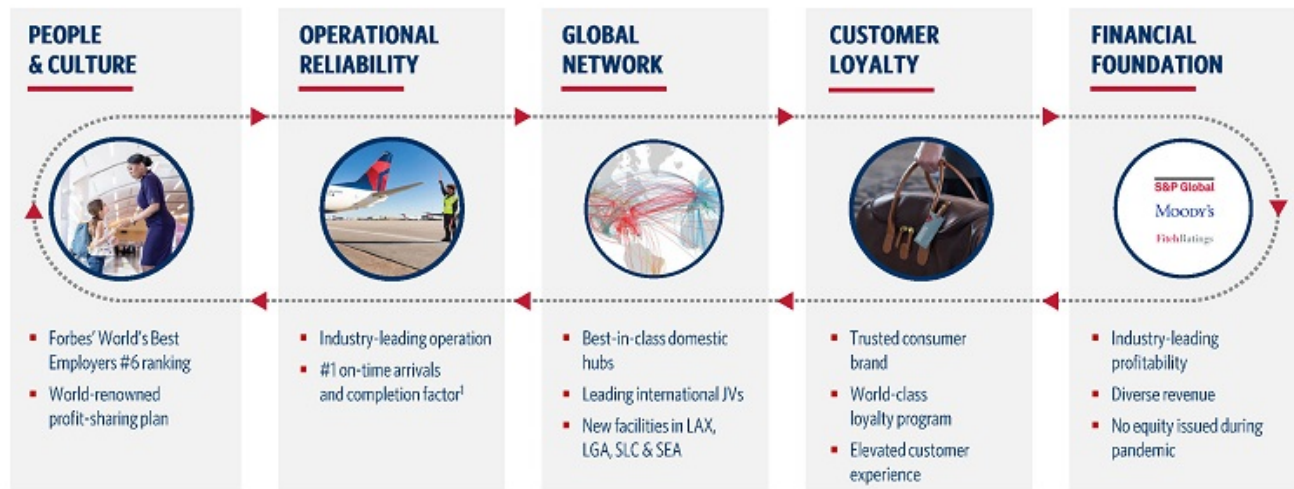 PEOPLE
& CULTURE
Forbes' World's Best
Employers #6 ranking
World-renowned
profit-sharing plan
OPERATIONAL
RELIABILITY
Industry-leading operation
#1 on-time arrivals
and completion factor¹
GLOBAL
NETWORK
Best-in-class domestic
hubs
Leading international JVs
New facilities in LAX,
LGA, SLC & SEA
CUSTOMER
LOYALTY
Trusted consumer
brand
World-class
loyalty program
Elevated customer
experience
FINANCIAL
FOUNDATION
S&P Global
MOODY'S
FitchRatings
Industry-leading
profitability
Diverse revenue
No equity issued during
pandemic